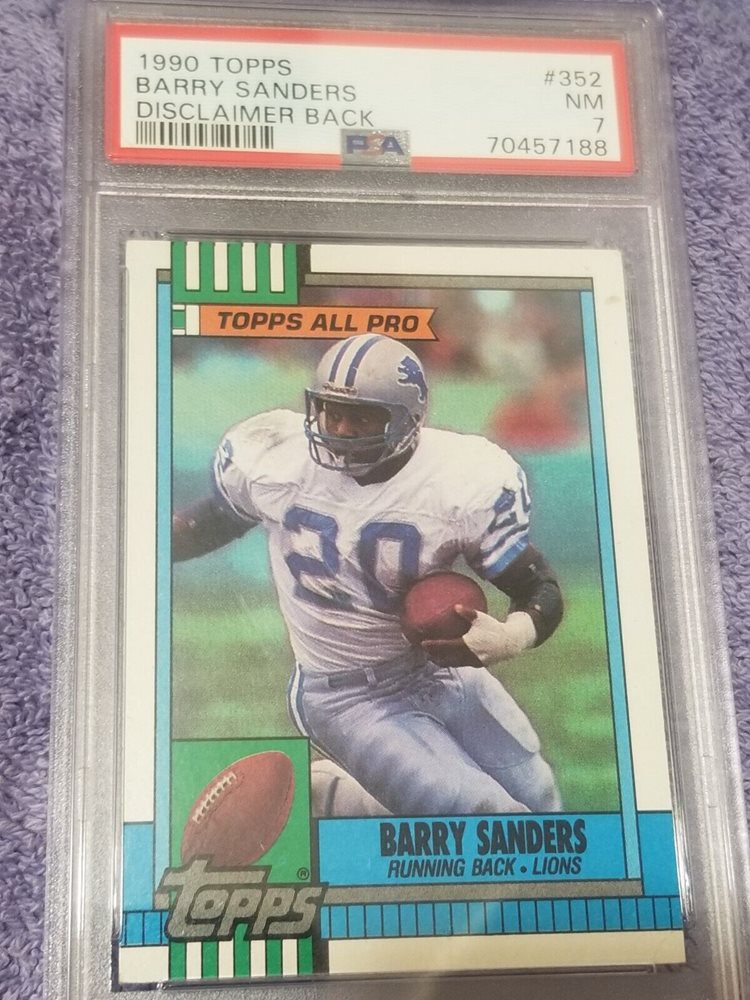 1990 TOPPS
BARRY SANDERS
DISCLAIMER BACK
#352
NM
7
70457188
PSA
TOPPS ALL PRO
20
20
BARRY SANDERS
RUNNING BACK • LIONS
Topps®